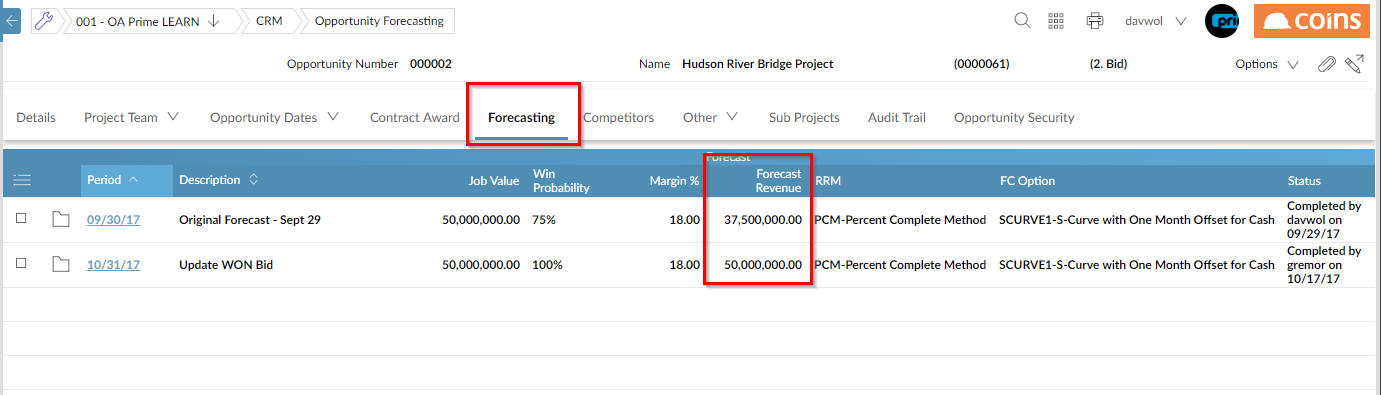 001 - OA Prime LEARN
CRM
Opportunity Forecasting
davwol
pri
coins
Opportunity Number 000002
Name Hudson River Bridge Project
(0000061)
(2. Bid)
Options
Details
Project Team
Opportunity Dates
Contract Award
Forecasting
Competitors
Other
Sub Projects
Audit Trail
Opportunity Security
Forecast
Period
Description
Job Value
Win
Probability
Margin %
Forecast
Revenue
RRM
FC Option
Status
09/30/17
Original Forecast - Sept 29
50,000,000.00
75%
18.00
37,500,000.00
PCM-Percent Complete Method
SCURVE1-S-Curve with One Month Offset for Cash
Completed by
davwol on
09/29/17
10/31/17
Update WON Bid
50,000,000.00
100%
18.00
50,000,000.00
PCM-Percent Complete Method
SCURVE1-S-Curve with One Month Offset for Cash
Completed by
gremor on
10/17/17